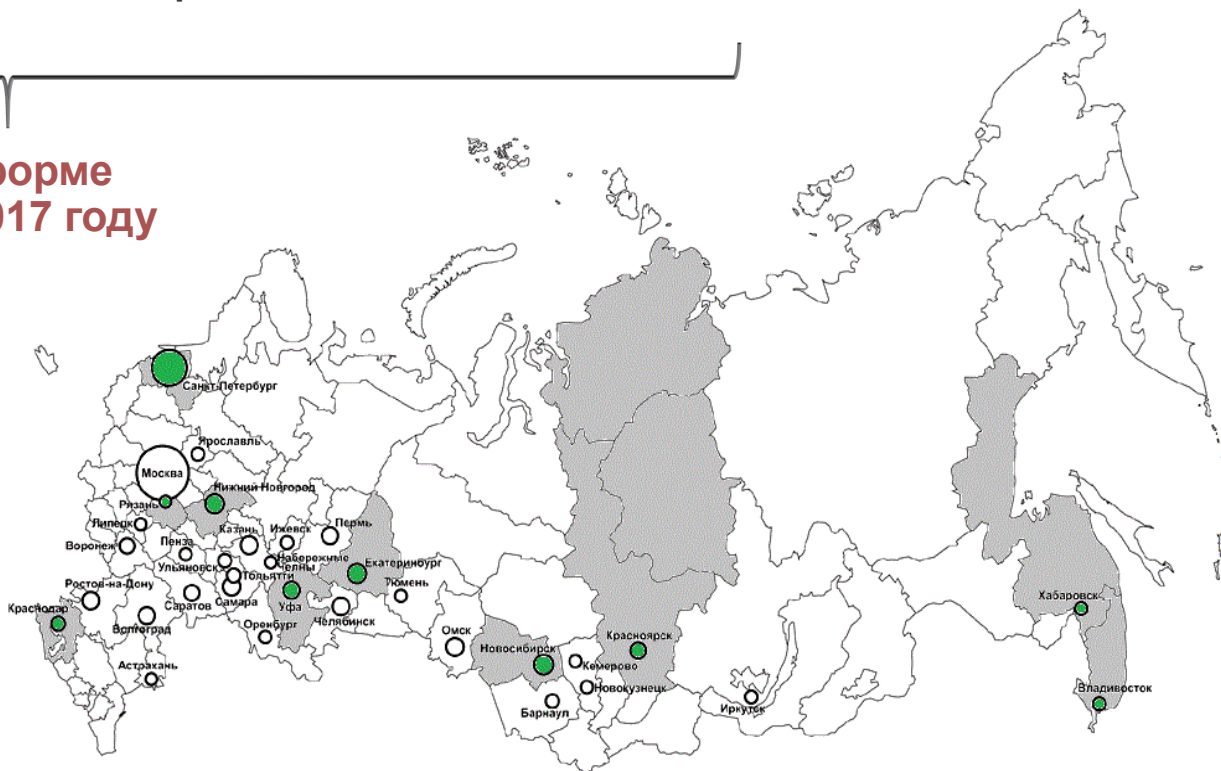 орме
017 году
Санкт-Петербург
Ярославль
Москва
Нижний Новгород
Рязань
Липецк
Казань
Ижевск
Пермь
Воронеж
Пенза
Набережные
Челны
Екатеринбург
Ульяновск
Тольятти
Тюмень
Ростов-на-Дону
Саратов
Самара
Уфа
Краснодар
Волгоград
Оренбург
Челябинск
Хабаровск
Омск
Новосибирск
Красноярск
Астрахань
Кемерово
Новокузнецк
Владивосток
Барнаул
Иркутск